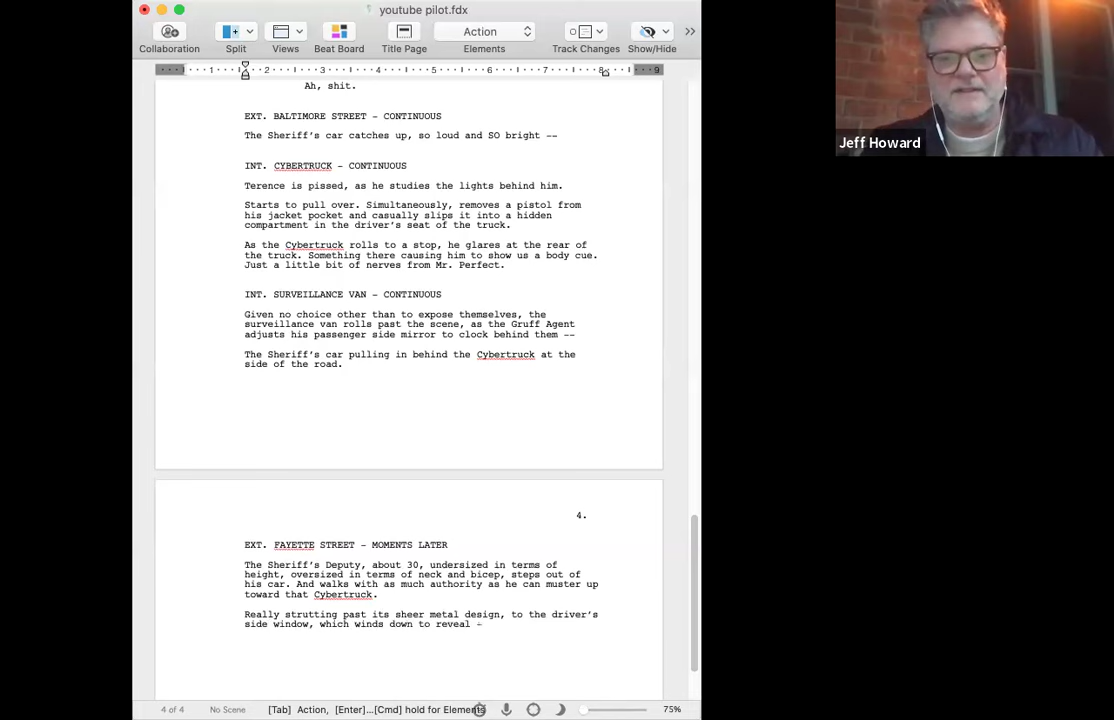 youtube pilot.fdx
Action
Collaboration Split Views Beat Board Title Page Elements Track Changes Show/Hide
1 2 3 4 5 6 7 8 9
Ah, shit.
EXT. BALTIMORE STREET - CONTINUOUS
The Sheriff's car catches up, so loud and SO bright --
INT. CYBERTRUCK - CONTINUOUS
Terence is pissed, as he studies the lights behind him.
Starts to pull over. Simultaneously, removes a pistol from
his jacket pocket and casually slips it into a hidden
compartment in the driver's seat of the truck.
As the Cybertruck rolls to a stop, he glares at the rear of
the truck. Something there causing him to show us a body cue.
Just a little bit of nerves from Mr. Perfect.
INT. SURVEILLANCE VAN - CONTINUOUS
Given no choice other than to expose themselves, the
surveillance van rolls past the scene, as the Gruff Agent
adjusts his passenger side mirror to clock behind them --
The Sheriff's car pulling in behind the Cybertruck at the
side of the road.
4.
EXT. FAYETTE STREET - MOMENTS LATER
The Sheriff's Deputy, about 30, undersized in terms of
height, oversized in terms of neck and bicep, steps out of
his car. And walks with as much authority as he can muster up
toward that Cybertruck.
Really strutting past its sheer metal design, to the driver's
side window, which winds down to reveal -
4 of 4 No Scene [Tab] Action, [Enter]...[Cmd] hold for Elements 75%
Jeff Howard